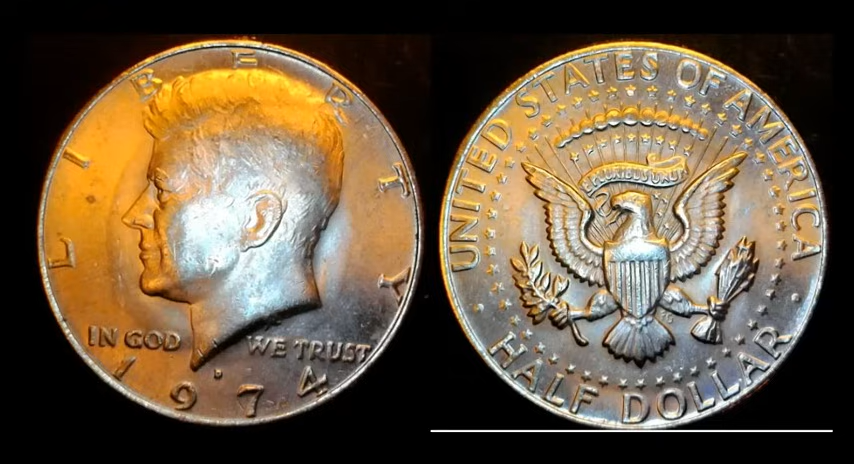 LIBERTY
IN GOD WE TRUST
D
1974
UNITED STATES OF AMERICA
E PLURIBUS UNUM
HALF DOLLAR